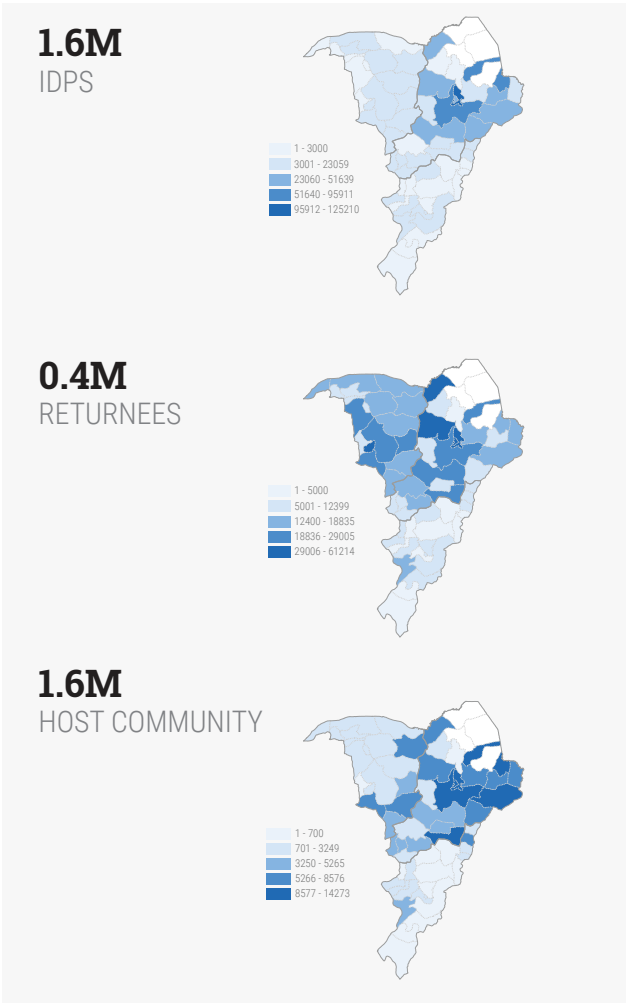 1.6M
IDPS
1 - 3000
3001 - 23059
23060 - 51639
51640 - 95911
95912 - 125210
0.4M
RETURNEES
1 - 5000
5001 - 12399
12400 - 18835
18836 - 29005
29006 - 61214
1.6M
HOST COMMUNITY
1 - 700
701 - 3249
3250 - 5265
5266 - 8576
8577 - 14273